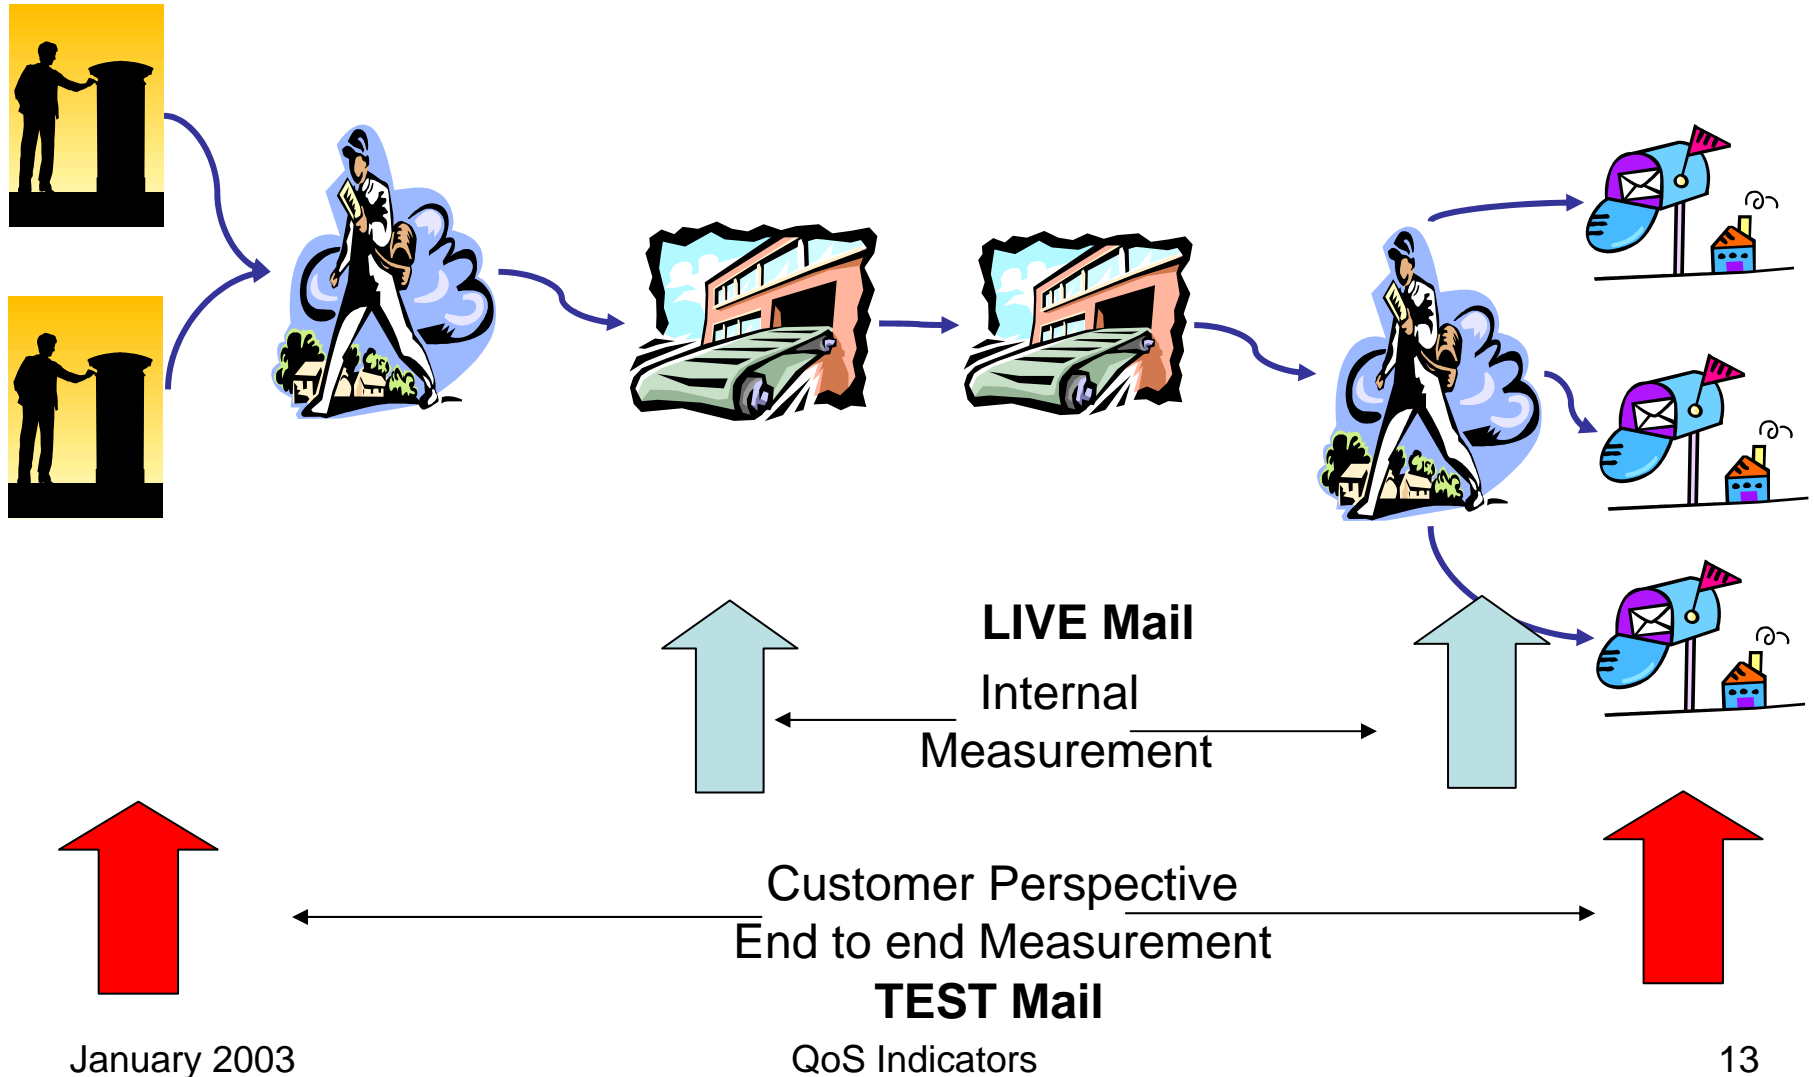 LIVE Mail
Internal
Measurement
Customer Perspective
End to end Measurement
TEST Mail
January 2003
QoS Indicators
13